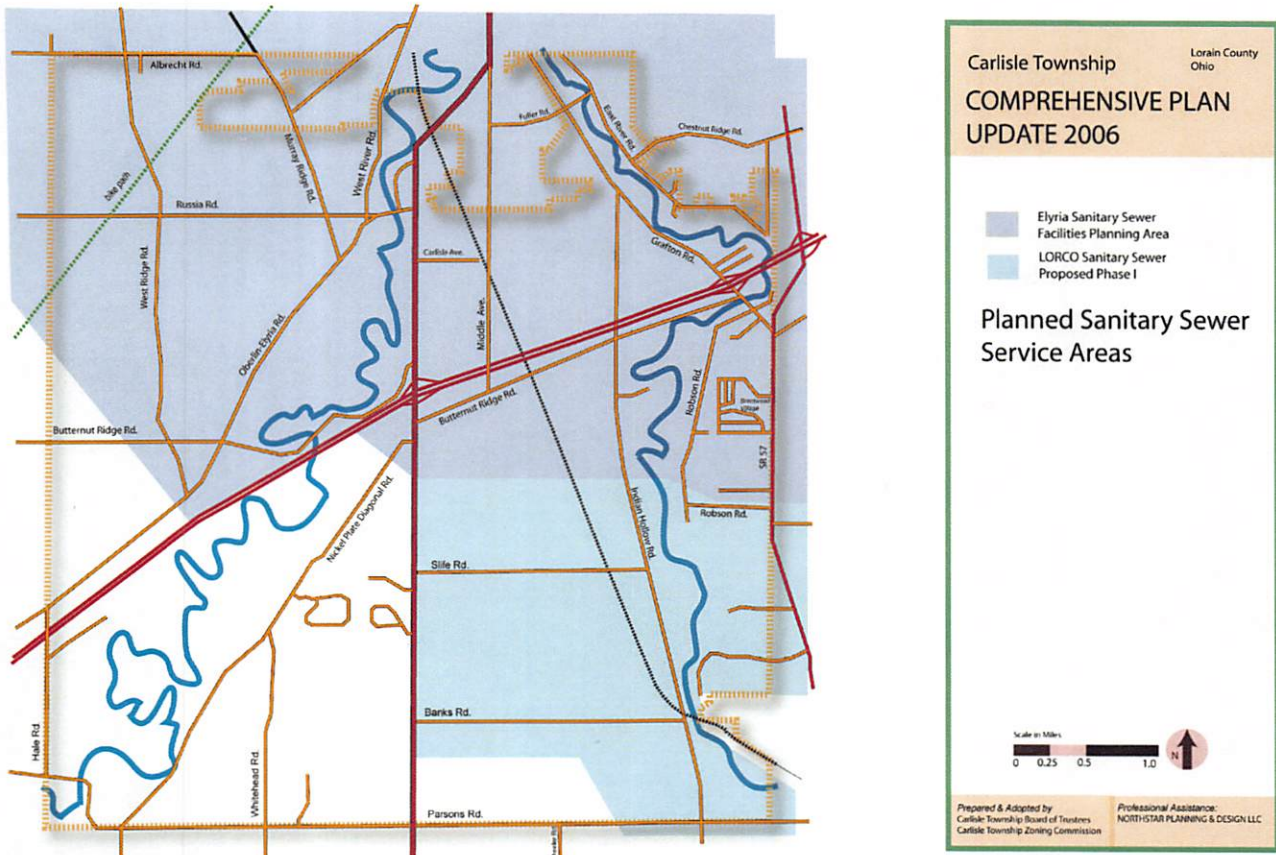 Albrecht Rd.
bike path
Murray Ridge Rd.
West River Rd.
Fuller Rd.
East River Rd.
Chestnut Ridge Rd.
Russia Rd.
West Ridge Rd.
Carlisle Ave.
Grafton Rd.
Middle Ave.
Oberlin-Elyria Rd.
Butternut Ridge Rd.
Butternut Ridge Rd.
Robson Rd.
Brentwood
Village
SR 57
Nickel Plate Diagonal Rd.
Indian Hollow Rd.
Robson Rd.
Slife Rd.
Banks Rd.
Hale Rd.
Whitehead Rd.
Parsons Rd.
Carlisle Township
Lorain County
Ohio
COMPREHENSIVE PLAN
UPDATE 2006
Elyria Sanitary Sewer
Facilities Planning Area
LORCO Sanitary Sewer
Proposed Phase I
Planned Sanitary Sewer
Service Areas
Scale in Miles
0 0.25 0.5 1.0
N
Prepared & Adopted by
Carlisle Township Board of Trustees
Carlisle Township Zoning Commission
Professional Assistance:
NORTHSTAR PLANNING & DESIGN LLC